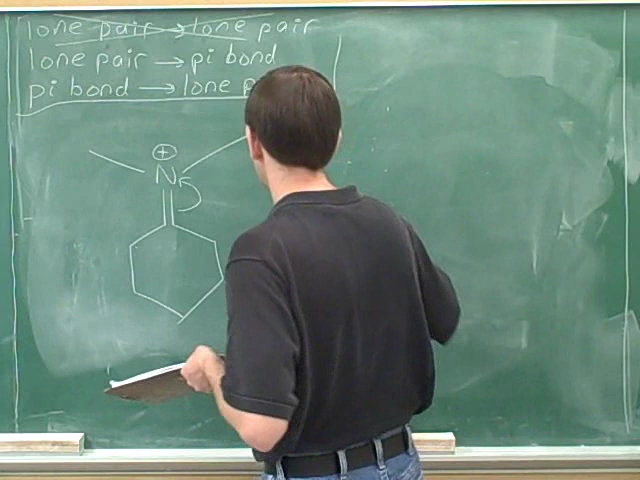 lone pair → lone pair
lone pair → pi bond
pi bond → lone
+
N